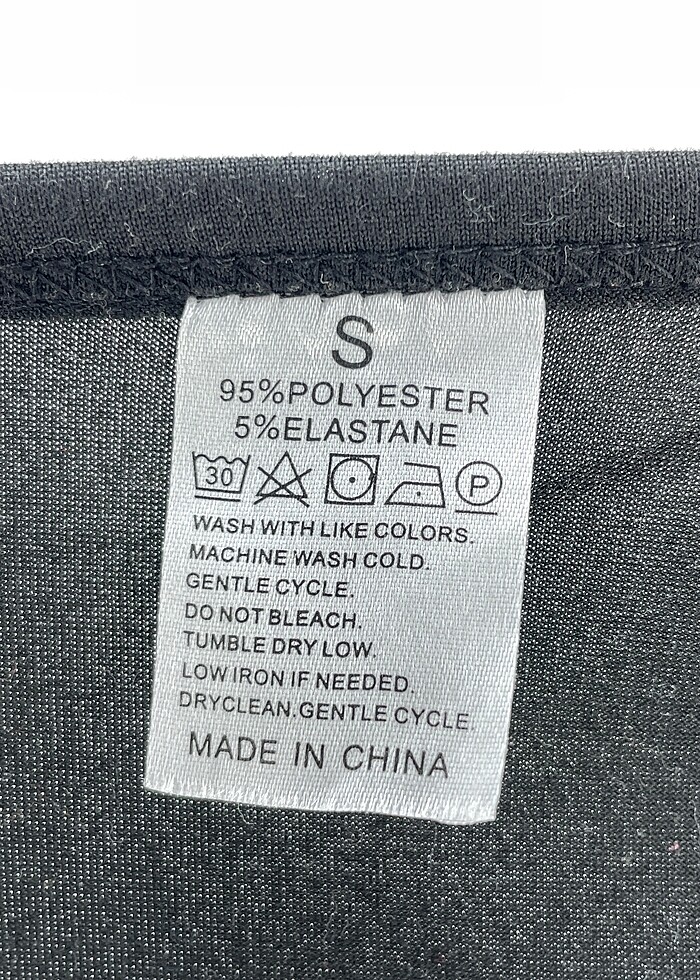 S
95%POLYESTER
5%ELASTANE
30 P
WASH WITH LIKE COLORS.
MACHINE WASH COLD.
GENTLE CYCLE.
DO NOT BLEACH.
TUMBLE DRY LOW.
LOW IRON IF NEEDED.
DRYCLEAN.GENTLE CYCLE.
MADE IN CHINA